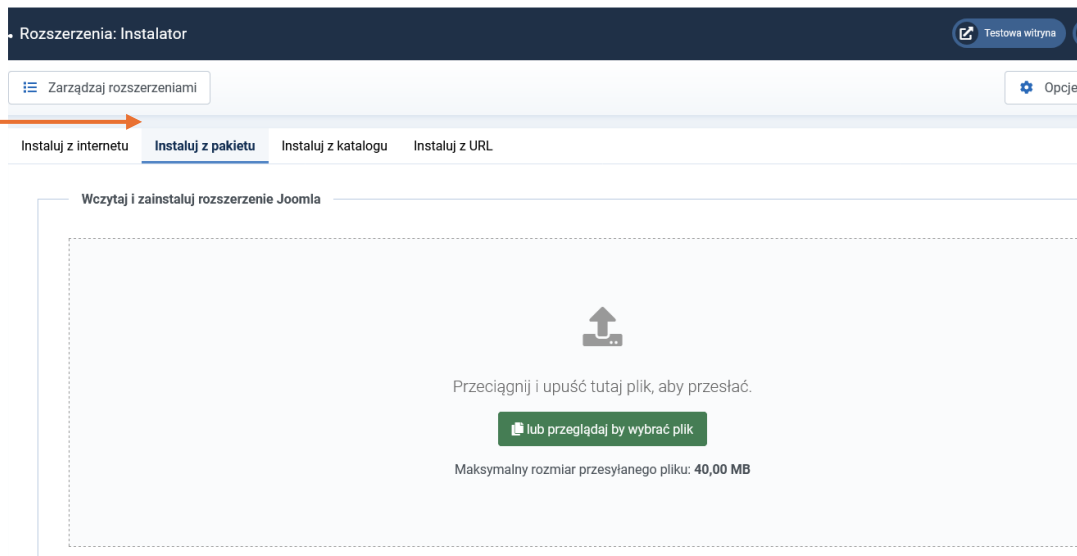 Rozszerzenia: Instalator
Testowa witryna
Zarządzaj rozszerzeniami
Opcje
Instaluj z internetu Instaluj z pakietu Instaluj z katalogu Instaluj z URL
Wczytaj i zainstaluj rozszerzenie Joomla
Przeciągnij i upuść tutaj plik, aby przesłać.
lub przeglądaj by wybrać plik
Maksymalny rozmiar przesyłanego pliku: 40,00 MB